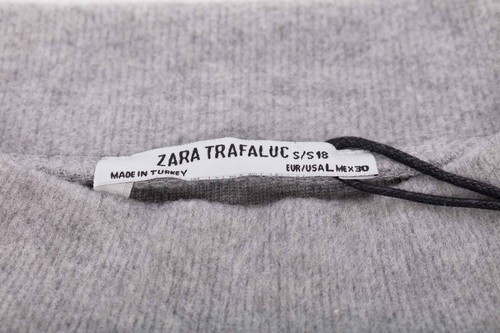 ZARA TRAFALUC S/S18
MADE IN TURKEY EUR/USA L MEX 30